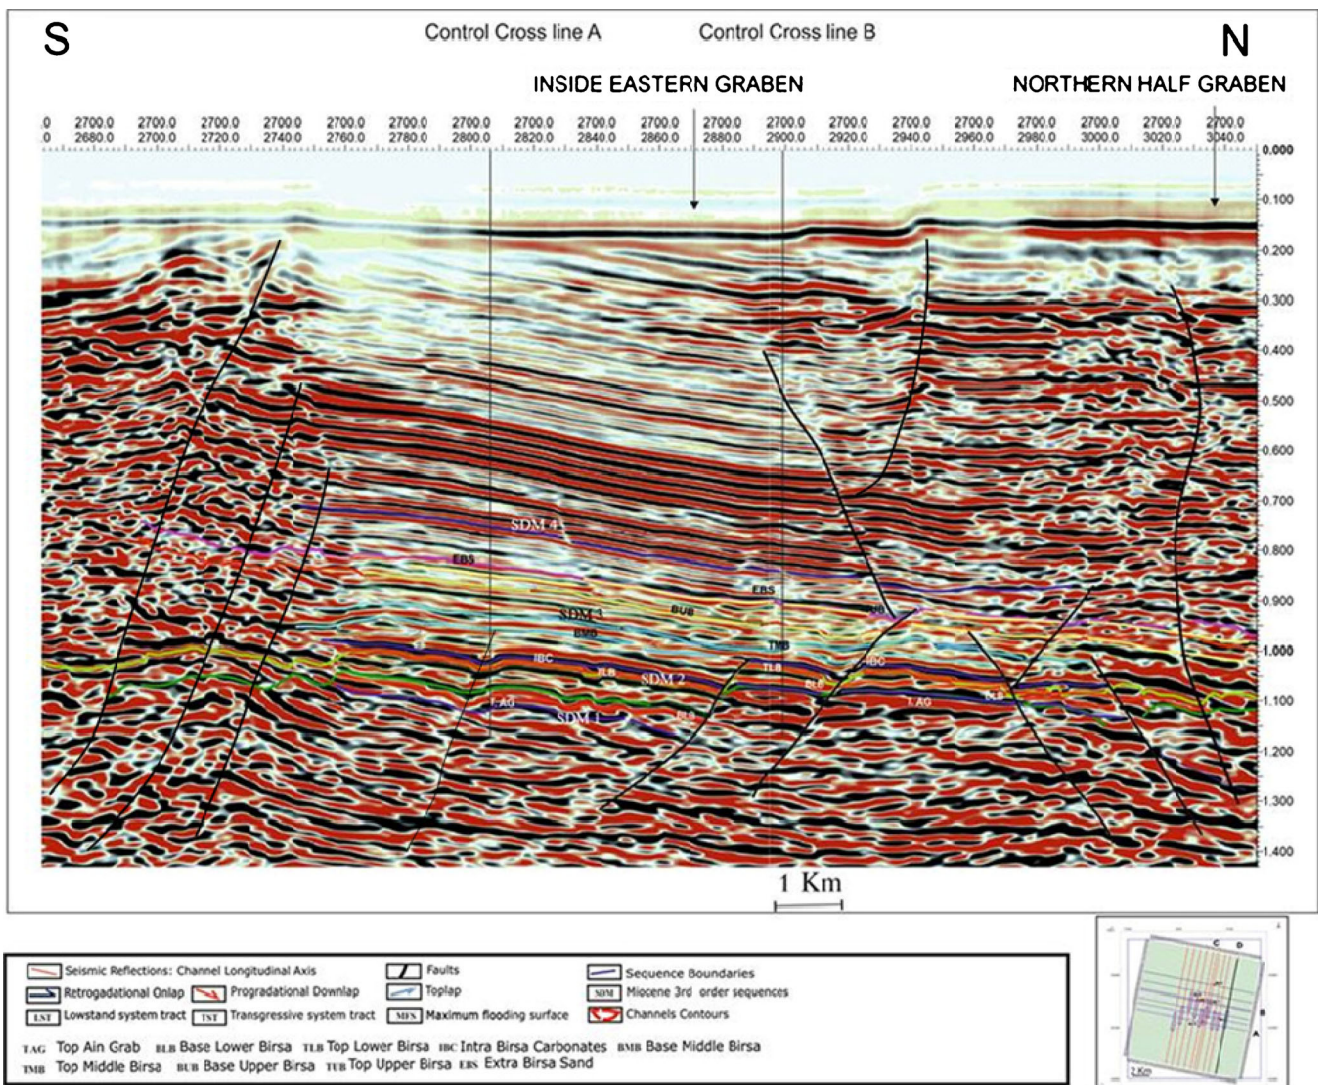 S
Control Cross line A
Control Cross line B
N
INSIDE EASTERN GRABEN
NORTHERN HALF GRABEN
.0 2700.0 2700.0 2700.0 2700.0 2700.0 2700.0 2700.0 2700.0 2700.0 2700.0 2700.0 2700.0 2700.0 2700.0 2700.0 2700.0 2700.0 2700.0 2700.0
.0 2680.0 2700.0 2720.0 2740.0 2760.0 2780.0 2800.0 2820.0 2840.0 2860.0 2880.0 2900.0 2920.0 2940.0 2960.0 2980.0 3000.0 3020.0 3040.0
0.000
0.100
0.200
0.300
0.400
0.500
0.600
0.700
0.800
0.900
1.000
1.100
1.200
1.300
1.400
SDM 4
EBS
EBS
SDM 3
BUB
BMB
TMB
IBC
IBC
TLB
SDM 2
BLB
BLB
BLB
T. AG
T. AG
SDM 1
1 Km
Seismic Reflections: Channel Longitudinal Axis
Faults
Sequence Boundaries
Retrogadational Onlap
Progradational Downlap
Toplap
SDM Miocene 3rd order sequences
LST Lowstand system tract
TST Transgressive system tract
MFS Maximum flooding surface
Channels Contours
TAG Top Ain Grab BLB Base Lower Birsa TLB Top Lower Birsa IBC Intra Birsa Carbonates BMB Base Middle Birsa
TMB Top Middle Birsa BUB Base Upper Birsa TUB Top Upper Birsa EBS Extra Birsa Sand
C D
B
A
2 Km